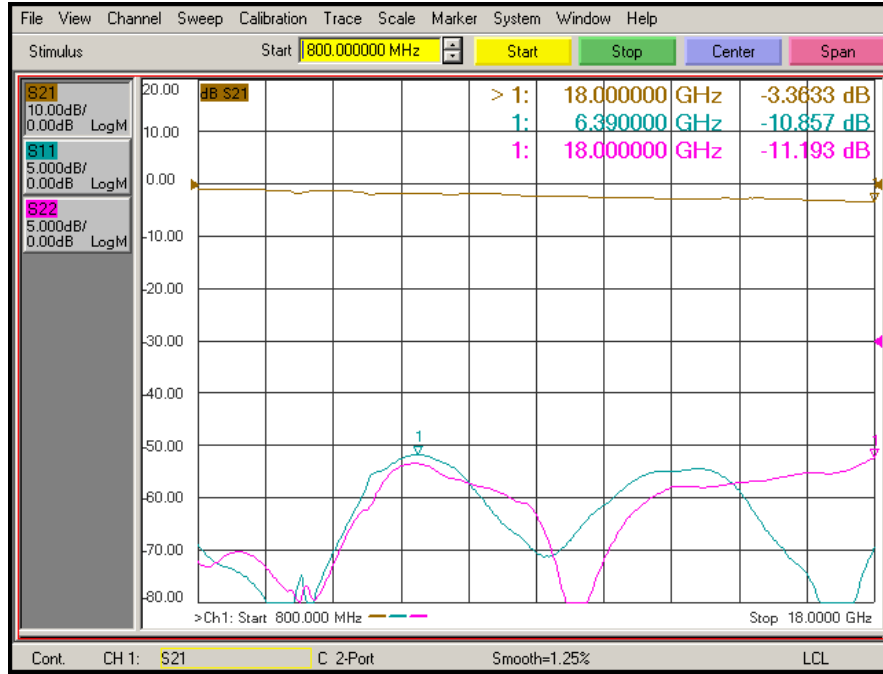 File View Channel Sweep Calibration Trace Scale Marker System Window Help
Stimulus Start 800.000000 MHz Start Stop Center Span
S21
10.00dB/
0.00dB LogM
S11
5.000dB/
0.00dB LogM
S22
5.000dB/
0.00dB LogM
dB S21
> 1: 18.000000 GHz -3.3633 dB
1: 6.390000 GHz -10.857 dB
1: 18.000000 GHz -11.193 dB
20.00
10.00
0.00
-10.00
-20.00
-30.00
-40.00
-50.00
-60.00
-70.00
-80.00
1
1
1
>Ch1: Start 800.000 MHz Stop 18.0000 GHz
Cont. CH 1: S21 C 2-Port Smooth=1.25% LCL